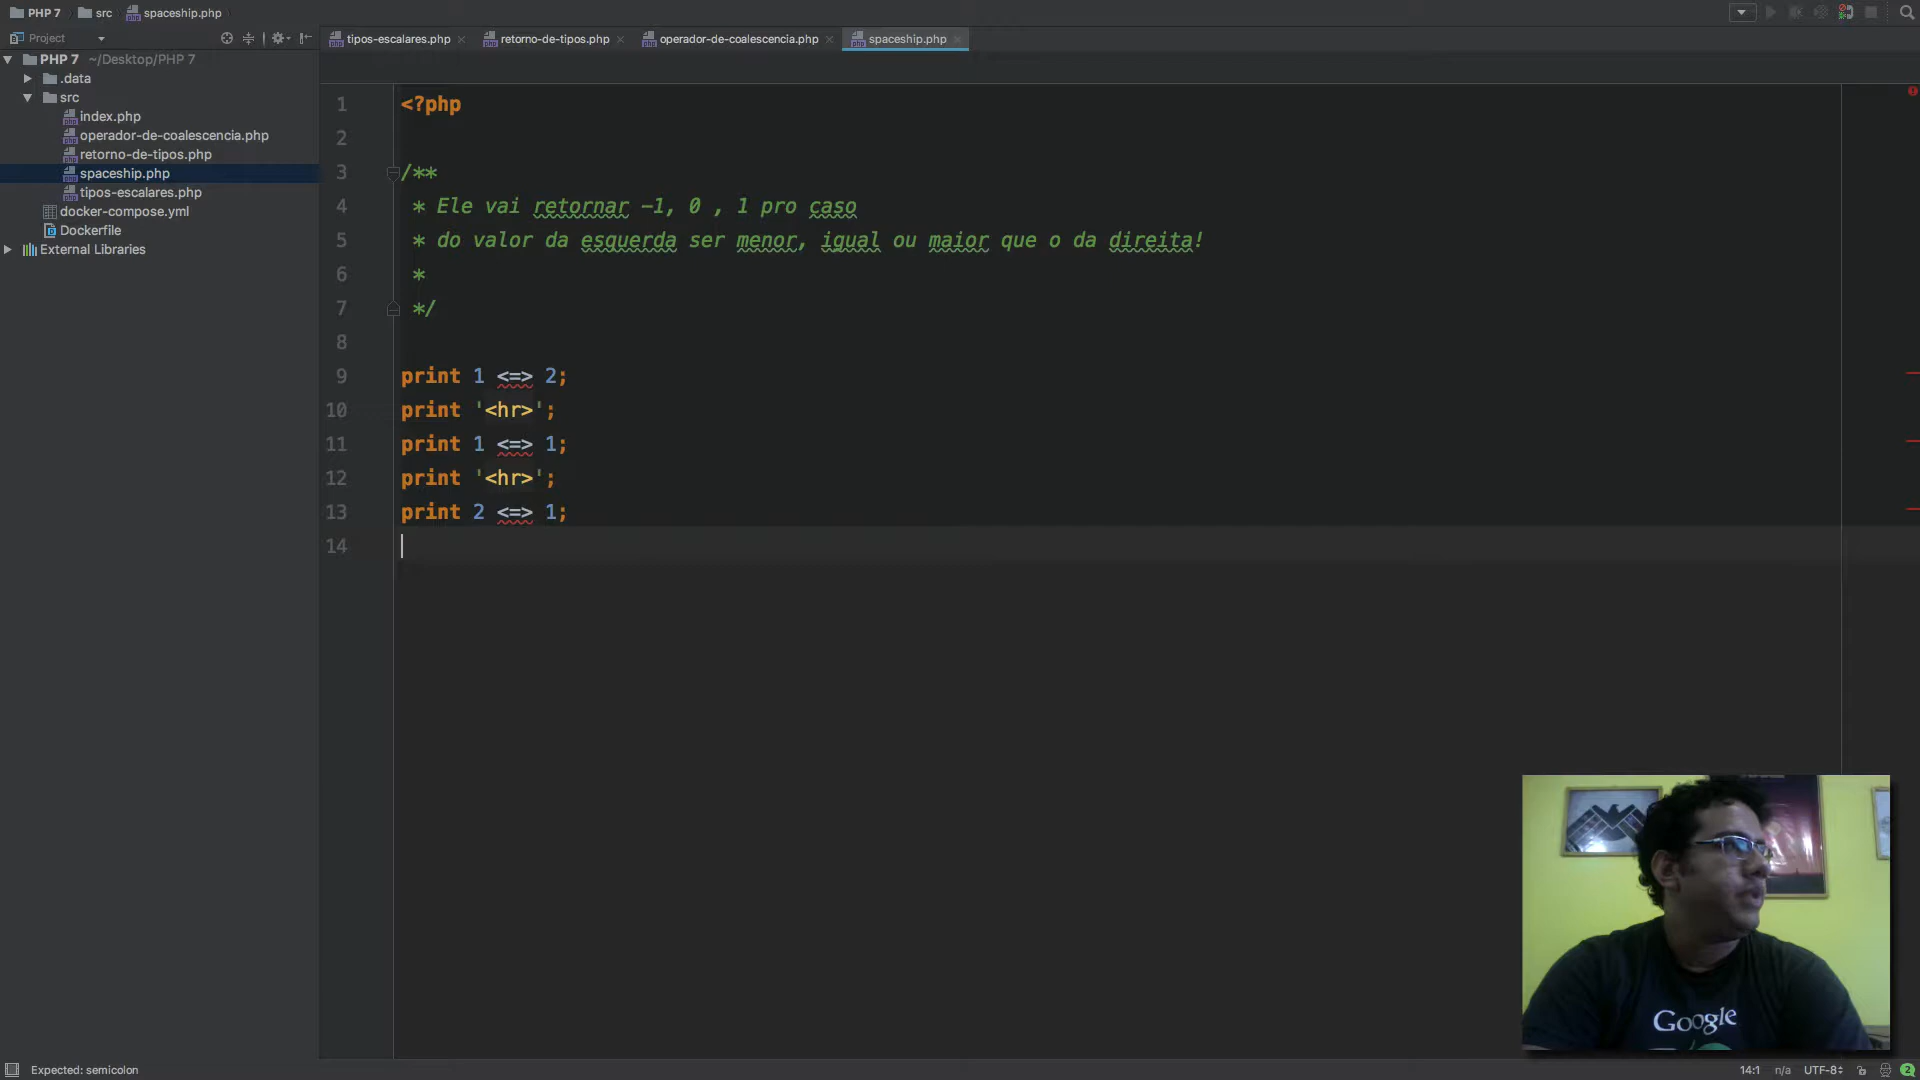 PHP 7 src spaceship.php
Project
tipos-escalares.php retorno-de-tipos.php operador-de-coalescencia.php spaceship.php
PHP 7 ~/Desktop/PHP 7
.data
src
index.php
operador-de-coalescencia.php
retorno-de-tipos.php
spaceship.php
tipos-escalares.php
docker-compose.yml
Dockerfile
External Libraries
1 <?php
2
3 /**
4 * Ele vai retornar -1, 0 , 1 pro caso
5 * do valor da esquerda ser menor, igual ou maior que o da direita!
6 *
7 */
8
9 print 1 <=> 2;
10 print '<hr>';
11 print 1 <=> 1;
12 print '<hr>';
13 print 2 <=> 1;
14
Google
Expected: semicolon
14:1 n/a UTF-8 2